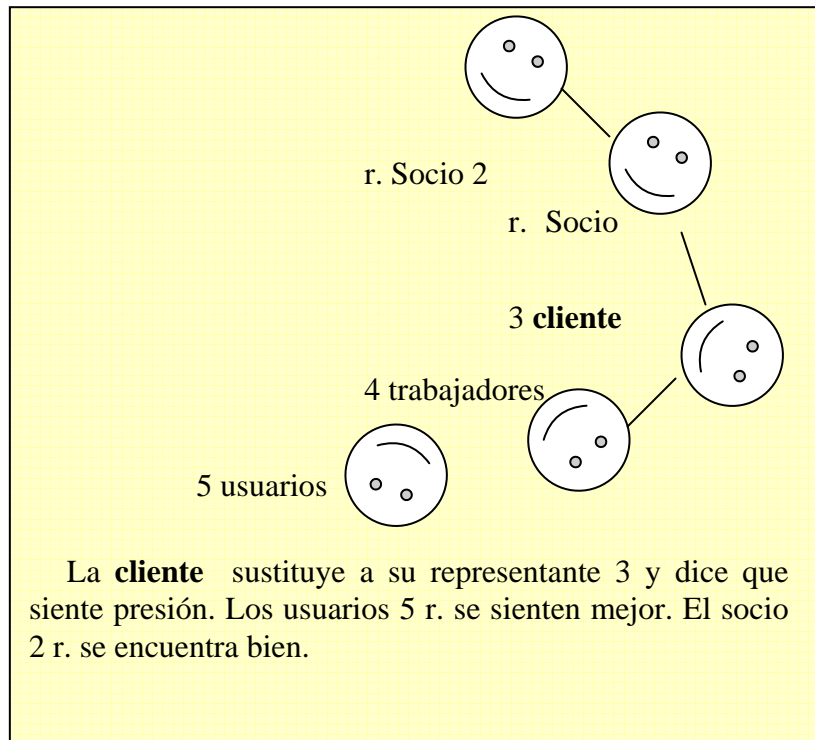 r. Socio 2
r. Socio
3 cliente
4 trabajadores
5 usuarios
La cliente sustituye a su representante 3 y dice que
siente presión. Los usuarios 5 r. se sienten mejor. El socio
2 r. se encuentra bien.